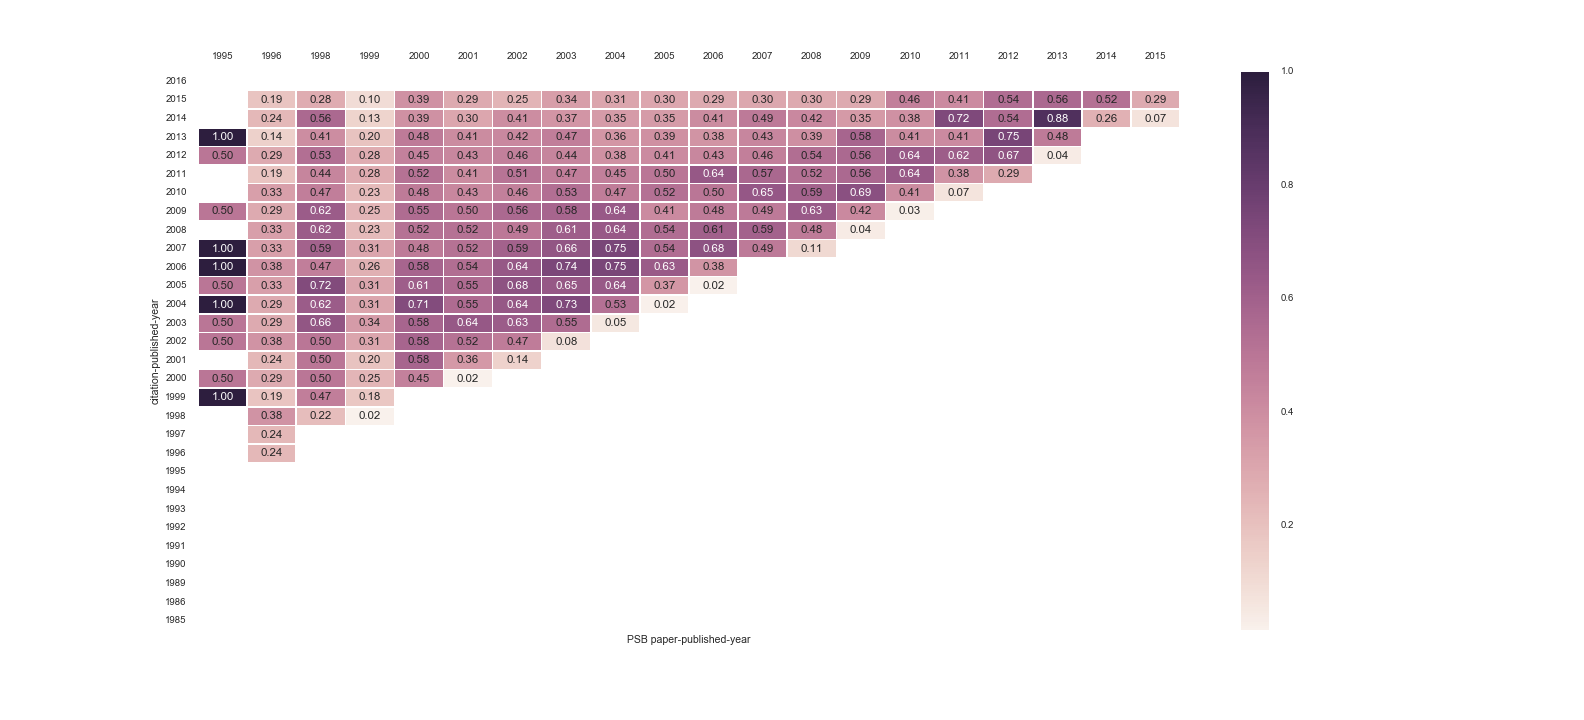 1995 1996 1998 1999 2000 2001 2002 2003 2004 2005 2006 2007 2008 2009 2010 2011 2012 2013 2014 2015
2016
2015 0.19 0.28 0.10 0.39 0.29 0.25 0.34 0.31 0.30 0.29 0.30 0.30 0.29 0.46 0.41 0.54 0.56 0.52 0.29
2014 0.24 0.56 0.13 0.39 0.30 0.41 0.37 0.35 0.35 0.41 0.49 0.42 0.35 0.38 0.72 0.54 0.88 0.26 0.07
2013 1.00 0.14 0.41 0.20 0.48 0.41 0.42 0.47 0.36 0.39 0.38 0.43 0.39 0.58 0.41 0.41 0.75 0.48
2012 0.50 0.29 0.53 0.28 0.45 0.43 0.46 0.44 0.38 0.41 0.43 0.46 0.54 0.56 0.64 0.62 0.67 0.04
2011 0.19 0.44 0.28 0.52 0.41 0.51 0.47 0.45 0.50 0.64 0.57 0.52 0.56 0.64 0.38 0.29
2010 0.33 0.47 0.23 0.48 0.43 0.46 0.53 0.47 0.52 0.50 0.65 0.59 0.69 0.41 0.07
2009 0.50 0.29 0.62 0.25 0.55 0.50 0.56 0.58 0.64 0.41 0.48 0.49 0.63 0.42 0.03
2008 0.33 0.62 0.23 0.52 0.52 0.49 0.61 0.64 0.54 0.61 0.59 0.48 0.04
2007 1.00 0.33 0.59 0.31 0.48 0.52 0.59 0.66 0.75 0.54 0.68 0.49 0.11
2006 1.00 0.38 0.47 0.26 0.58 0.54 0.64 0.74 0.75 0.63 0.38
2005 0.50 0.33 0.72 0.31 0.61 0.55 0.68 0.65 0.64 0.37 0.02
2004 1.00 0.29 0.62 0.31 0.71 0.55 0.64 0.73 0.53 0.02
2003 0.50 0.29 0.66 0.34 0.58 0.64 0.63 0.55 0.05
2002 0.50 0.38 0.50 0.31 0.58 0.52 0.47 0.08
2001 0.24 0.50 0.20 0.58 0.36 0.14
2000 0.50 0.29 0.50 0.25 0.45 0.02
1999 1.00 0.19 0.47 0.18
1998 0.38 0.22 0.02
1997 0.24
1996 0.24
1995
1994
1993
1992
1991
1990
1989
1986
1985
citation-published-year
PSB paper-published-year
1.0
0.8
0.6
0.4
0.2